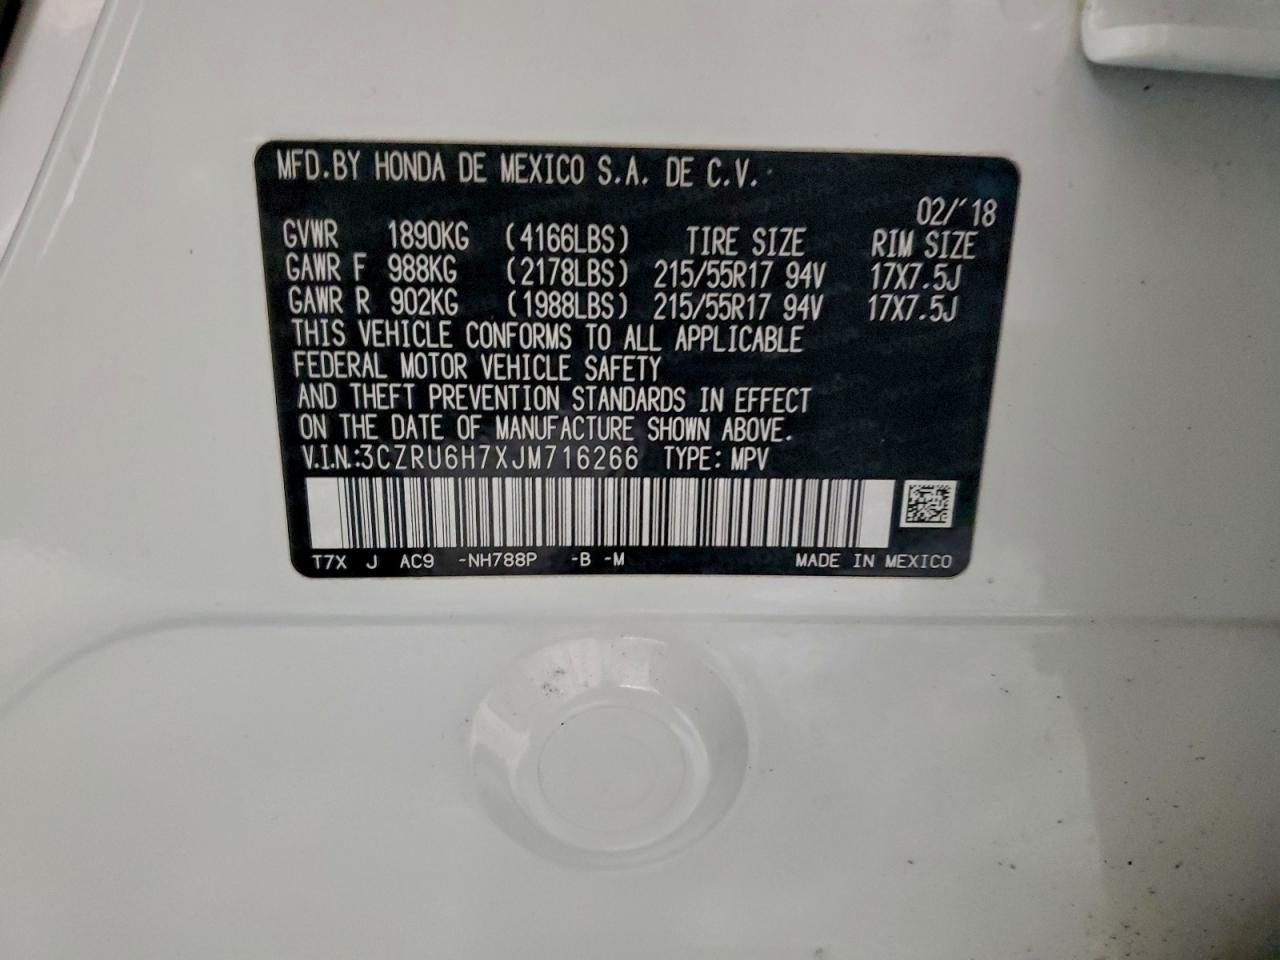 MFD.BY HONDA DE MEXICO S.A. DE C.V.
02/'18
GVWR 1890KG (4166LBS) TIRE SIZE RIM SIZE
GAWR F 988KG (2178LBS) 215/55R17 94V 17X7.5J
GAWR R 902KG (1988LBS) 215/55R17 94V 17X7.5J
THIS VEHICLE CONFORMS TO ALL APPLICABLE
FEDERAL MOTOR VEHICLE SAFETY
AND THEFT PREVENTION STANDARDS IN EFFECT
ON THE DATE OF MANUFACTURE SHOWN ABOVE.
V.I.N.:3CZRU6H7XJM716266 TYPE: MPV
T7X J AC9 -NH788P -B -M MADE IN MEXICO